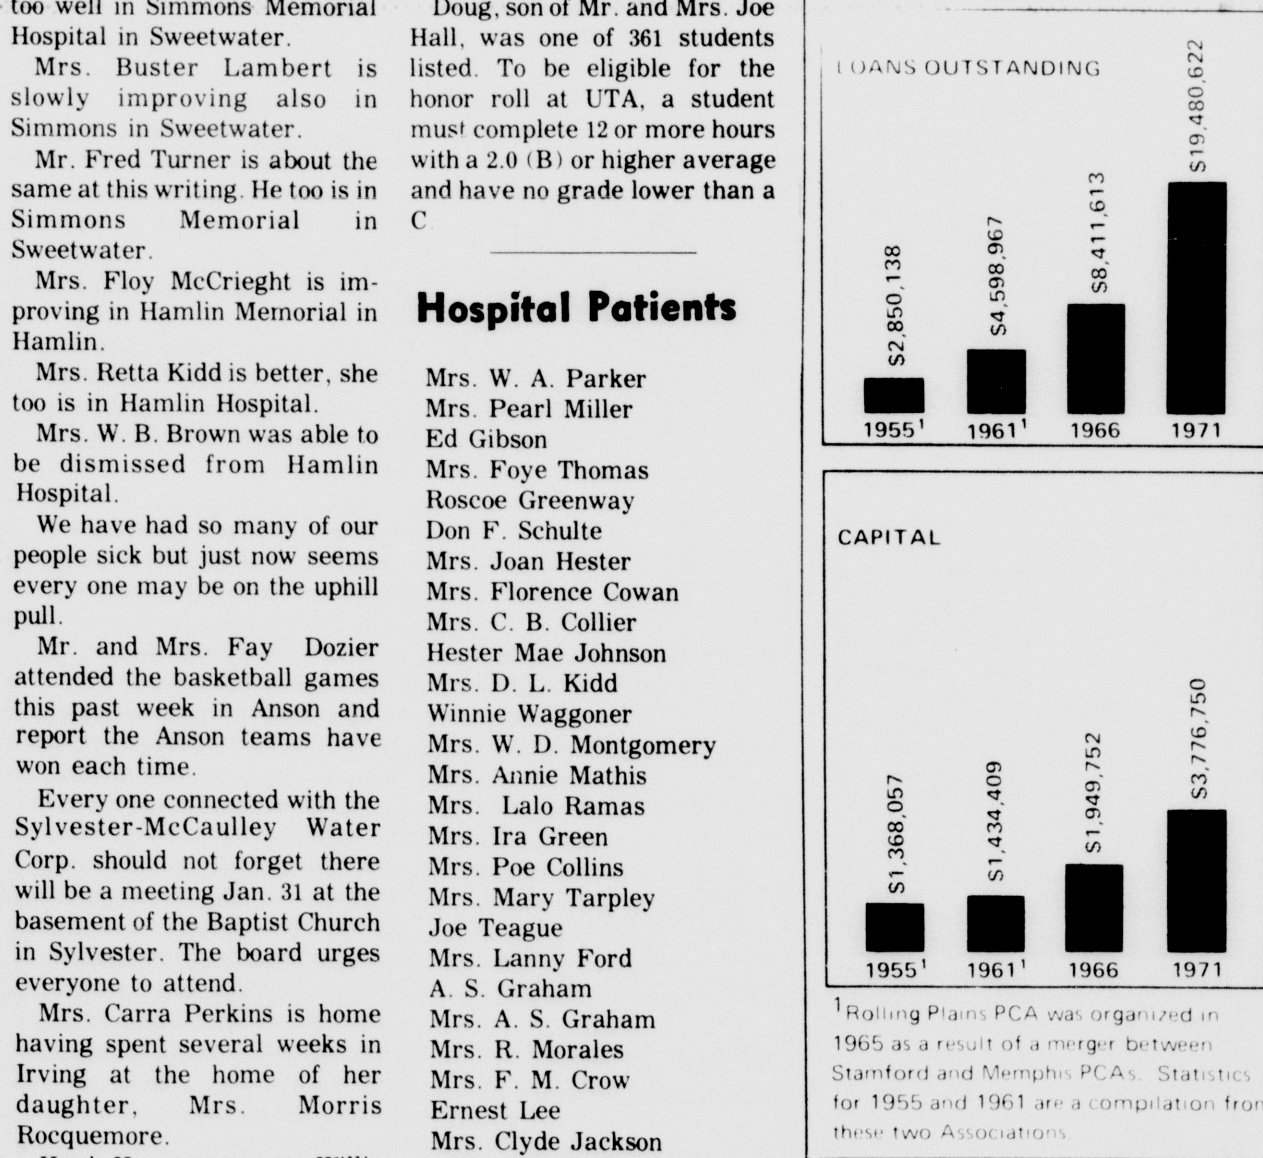 too well in Simmons Memorial
Hospital in Sweetwater.
Mrs. Buster Lambert is
slowly improving also in
Simmons in Sweetwater.
Mr. Fred Turner is about the
same at this writing. He too is in
Simmons Memorial in
Sweetwater.
Mrs. Floy McCrieght is im-
proving in Hamlin Memorial in
Hamlin.
Mrs. Retta Kidd is better, she
too is in Hamlin Hospital.
Mrs. W. B. Brown was able to
be dismissed from Hamlin
Hospital.
We have had so many of our
people sick but just now seems
every one may be on the uphill
pull.
Mr. and Mrs. Fay Dozier
attended the basketball games
this past week in Anson and
report the Anson teams have
won each time.
Every one connected with the
Sylvester-McCaulley Water
Corp. should not forget there
will be a meeting Jan. 31 at the
basement of the Baptist Church
in Sylvester. The board urges
everyone to attend.
Mrs. Carra Perkins is home
having spent several weeks in
Irving at the home of her
daughter, Mrs. Morris
Rocquemore.
Doug, son of Mr. and Mrs. Joe
Hall, was one of 361 students
listed. To be eligible for the
honor roll at UTA, a student
must complete 12 or more hours
with a 2.0 (B) or higher average
and have no grade lower than a
C
Hospital Patients
Mrs. W. A. Parker
Mrs. Pearl Miller
Ed Gibson
Mrs. Foye Thomas
Roscoe Greenway
Don F. Schulte
Mrs. Joan Hester
Mrs. Florence Cowan
Mrs. C. B. Collier
Hester Mae Johnson
Mrs. D. L. Kidd
Winnie Waggoner
Mrs. W. D. Montgomery
Mrs. Annie Mathis
Mrs. Lalo Ramas
Mrs. Ira Green
Mrs. Poe Collins
Mrs. Mary Tarpley
Joe Teague
Mrs. Lanny Ford
A. S. Graham
Mrs. A. S. Graham
Mrs. R. Morales
Mrs. F. M. Crow
Ernest Lee
Mrs. Clyde Jackson
LOANS OUTSTANDING
$2,850,138
$4,598,967
$8,411,613
$19,480,622
1955¹ 1961¹ 1966 1971
CAPITAL
$1,368,057
$1,434,409
$1,949,752
$3,776,750
1955¹ 1961¹ 1966 1971
¹Rolling Plains PCA was organized in
1965 as a result of a merger between
Stamford and Memphis PCAs. Statistics
for 1955 and 1961 are a compilation from
these two Associations.